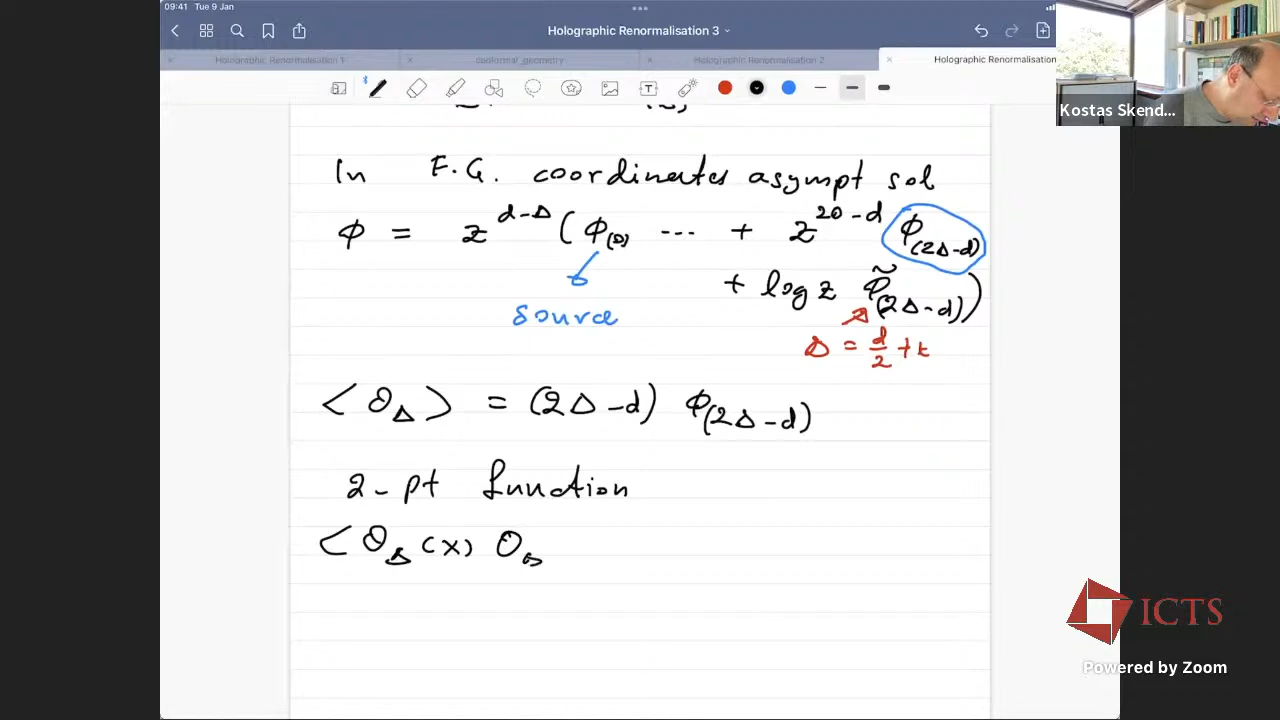 09:41 Tue 9 Jan
Holographic Renormalisation 3
Holographic Renormalisation 1
conformal_geometry
Holographic Renormalisation 2
Holographic Renormalisation
Kostas Skend...
In F.G. coordinates asympt sol
ϕ = z^{d-Δ} ( ϕ_{(0)} ... + z^{2Δ-d} ϕ_{(2Δ-d)}
+ log z ϕ̃_{(2Δ-d)} )
source
Δ = d/2 + k
< O_Δ > = (2Δ-d) ϕ_{(2Δ-d)}
2-pt function
< O_Δ (x) O_Δ
ICTS
Powered by Zoom